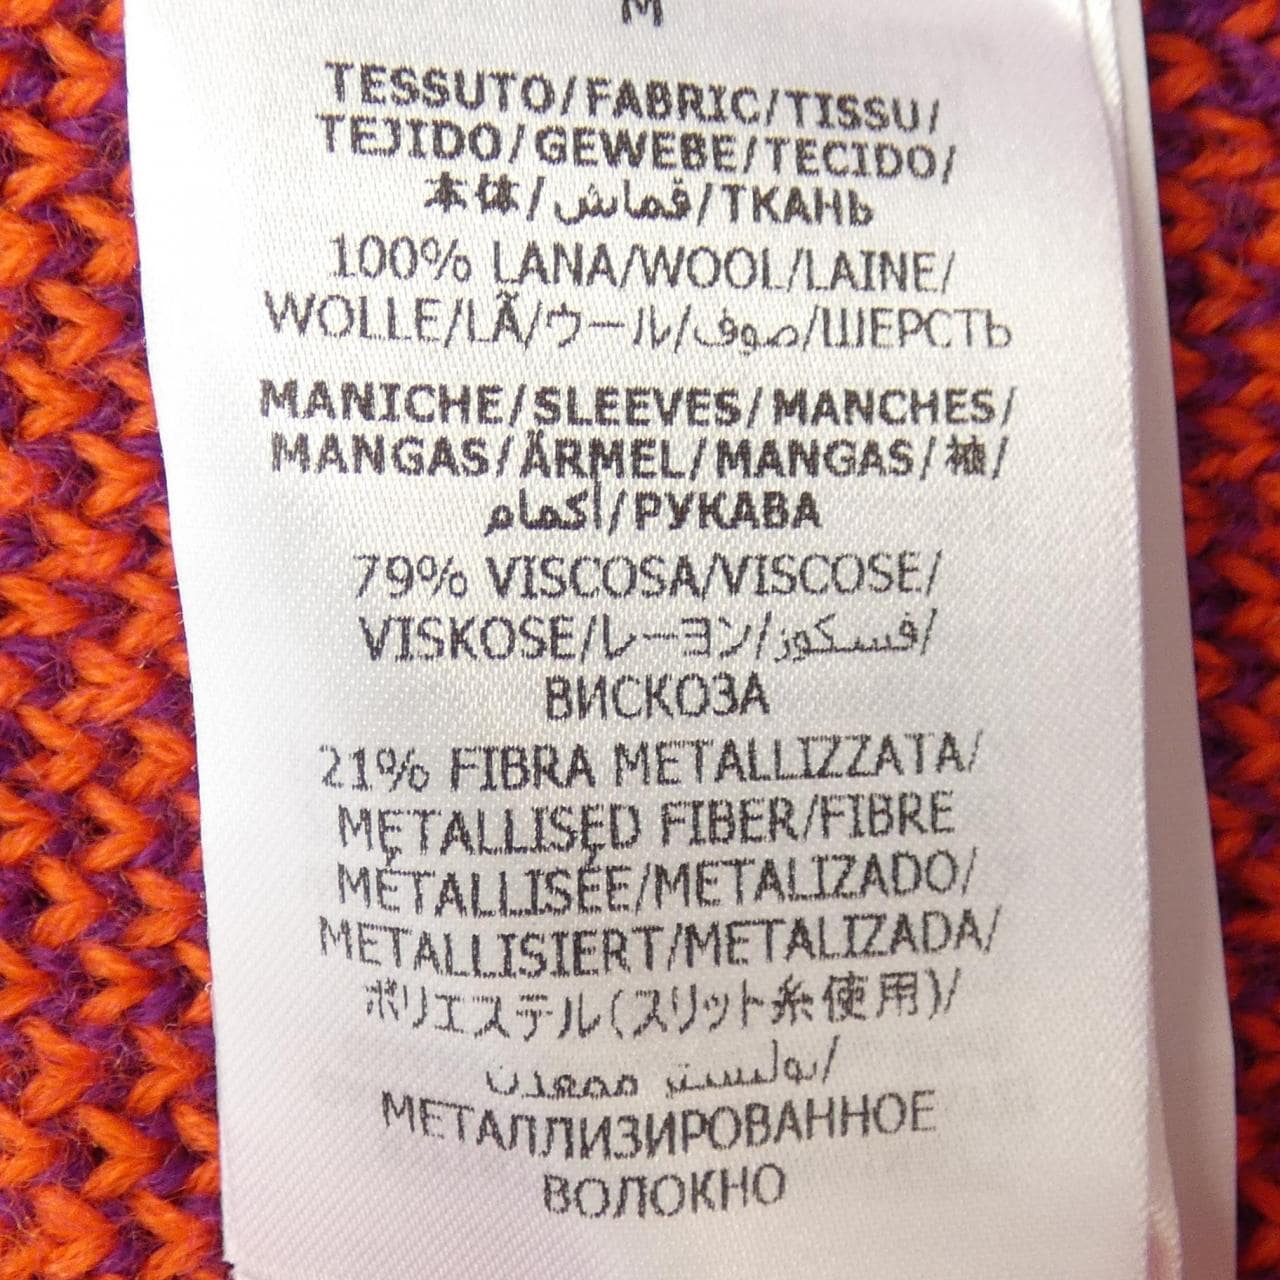 M
TESSUTO/FABRIC/TISSU/
TEJIDO/GEWEBE/TECIDO/
本体/قماش/ТКАНЬ
100% LANA/WOOL/LAINE/
WOLLE/LÃ/ウール/صوف/ШЕРСТЬ
MANICHE/SLEEVES/MANCHES/
MANGAS/ÄRMEL/MANGAS/袖/
أكمام/РУКАВА
79% VISCOSA/VISCOSE/
VISKOSE/レーヨン/فسكوز/
ВИСКОЗА
21% FIBRA METALLIZZATA/
METALLISED FIBER/FIBRE
MÉTALLISÉE/METALIZADO/
METALLISIERT/METALIZADA/
ポリエステル(スリット糸使用)/
بوليستر ممعدن/
МЕТАЛЛИЗИРОВАННОЕ
ВОЛОКНО